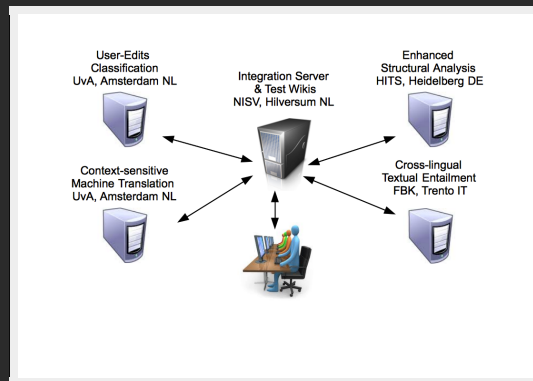 User-Edits
Classification
UvA, Amsterdam NL
Integration Server
& Test Wikis
NISV, Hilversum NL
Enhanced
Structural Analysis
HITS, Heidelberg DE
Context-sensitive
Machine Translation
UvA, Amsterdam NL
Cross-lingual
Textual Entailment
FBK, Trento IT